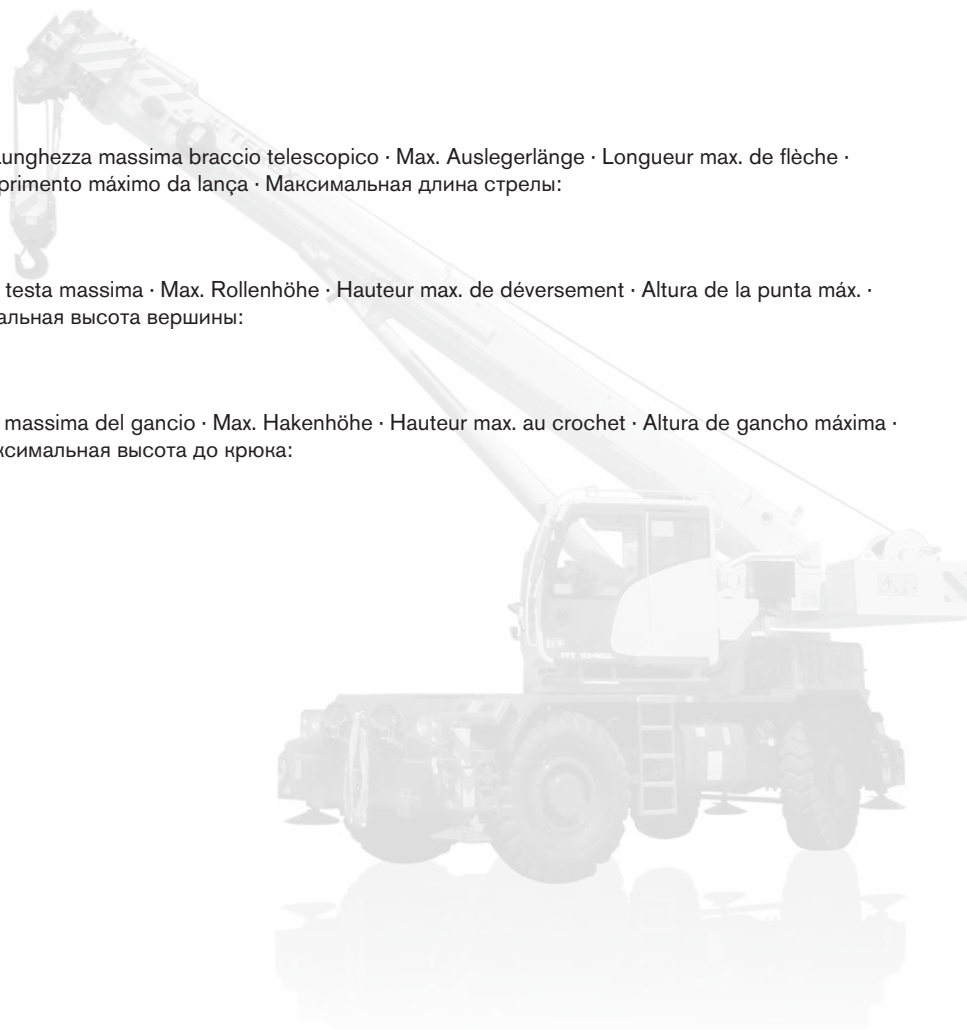 unghezza massima braccio telescopico · Max. Auslegerlänge · Longueur max. de flèche ·
primento máximo da lança · Максимальная длина стрелы:
testa massima · Max. Rollenhöhe · Hauteur max. de déversement · Altura de la punta máx. ·
альная высота вершины:
massima del gancio · Max. Hakenhöhe · Hauteur max. au crochet · Altura de gancho máxima ·
ксимальная высота до крюка: